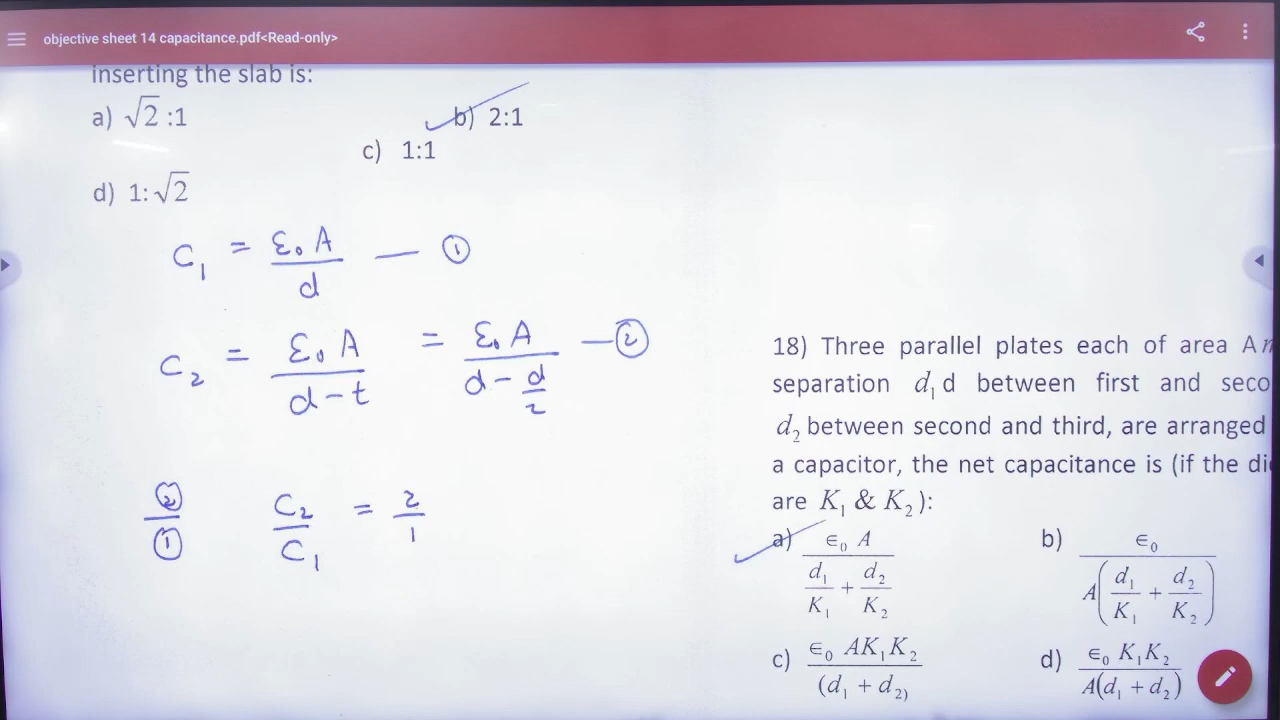 objective sheet 14 capacitance.pdf<Read-only>
inserting the slab is:
a) √2 :1
b) 2:1
c) 1:1
d) 1:√2
C₁ = ε₀A/d — ①
C₂ = ε₀A/(d-t) = ε₀A/(d-d/2) — ②
②/① C₂/C₁ = 2/1
18) Three parallel plates each of area A
separation d₁d between first and seco
d₂ between second and third, are arranged
a capacitor, the net capacitance is (if the di
are K₁ & K₂):
a) ∈₀ A/(d₁/K₁ + d₂/K₂)
b) ∈₀/(A(d₁/K₁ + d₂/K₂))
c) ∈₀ AK₁K₂/(d₁ + d₂)
d) ∈₀ K₁K₂/A(d₁ + d₂)